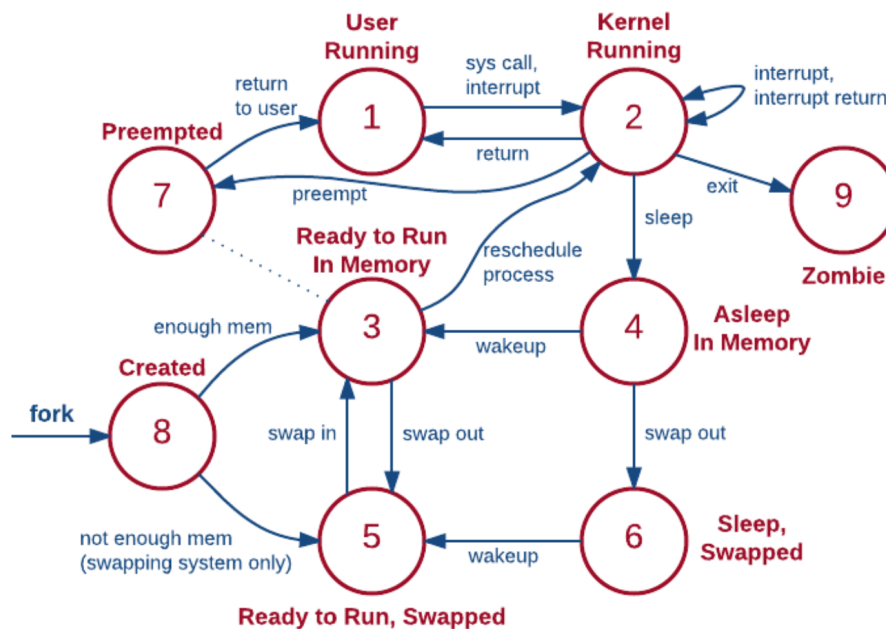 User
Running
Kernel
Running
sys call,
interrupt
interrupt,
interrupt return
return
to user
1
2
Preempted
return
7
preempt
exit
9
sleep
Ready to Run
In Memory
reschedule
process
Zombie
enough mem
3
4
Asleep
In Memory
wakeup
Created
fork
8
swap in
swap out
swap out
not enough mem
(swapping system only)
5
wakeup
6
Sleep,
Swapped
Ready to Run, Swapped